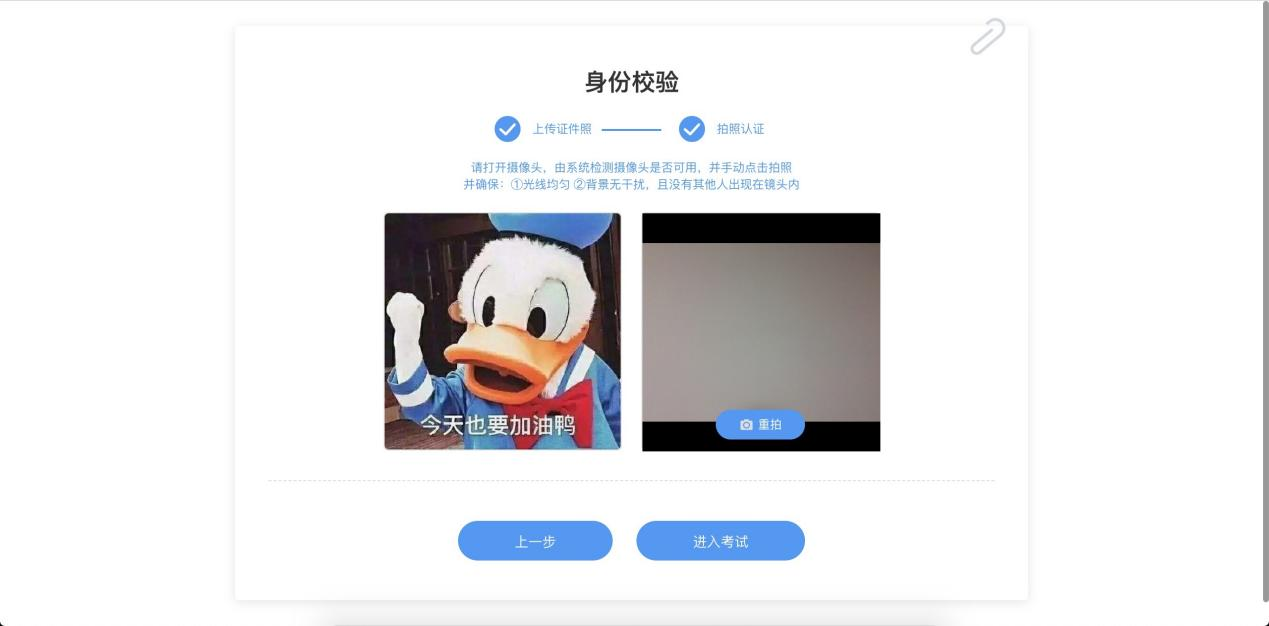 身份校验
上传证件照
拍照认证
请打开摄像头，由系统检测摄像头是否可用，并手动点击拍照
并确保：①光线均匀 ②背景无干扰，且没有其他人出现在镜头内
今天也要加油鸭
重拍
上一步
进入考试